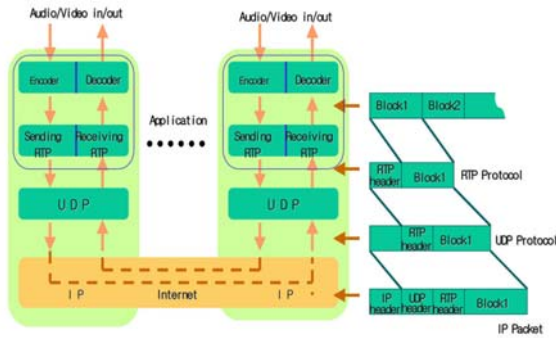 Audio/Video in/out
Audio/Video in/out
Encoder Decoder
Encoder Decoder
Block1 Block2
Application
Sending RTP
Receiving RTP
Sending RTP
Receiving RTP
RTP header
Block1
RTP Protocol
UDP
UDP
RTP header
Block1
UDP Protocol
IP Internet IP
IP header
UDP header
RTP header
Block1
IP Packet